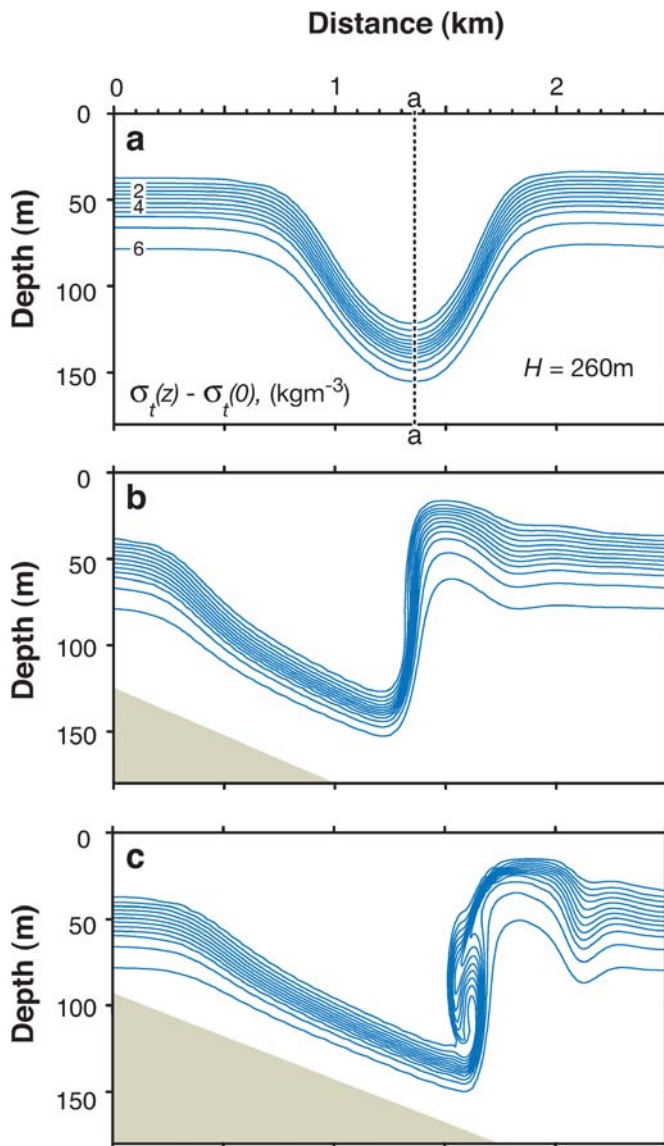 Distance (km)
0 1 2
a
0
a
50
2
4
100
6
150
Depth (m)
σt(z) - σt(0), (kgm⁻³)
H = 260m
a
0
b
50
100
150
Depth (m)
0
c
50
100
150
Depth (m)